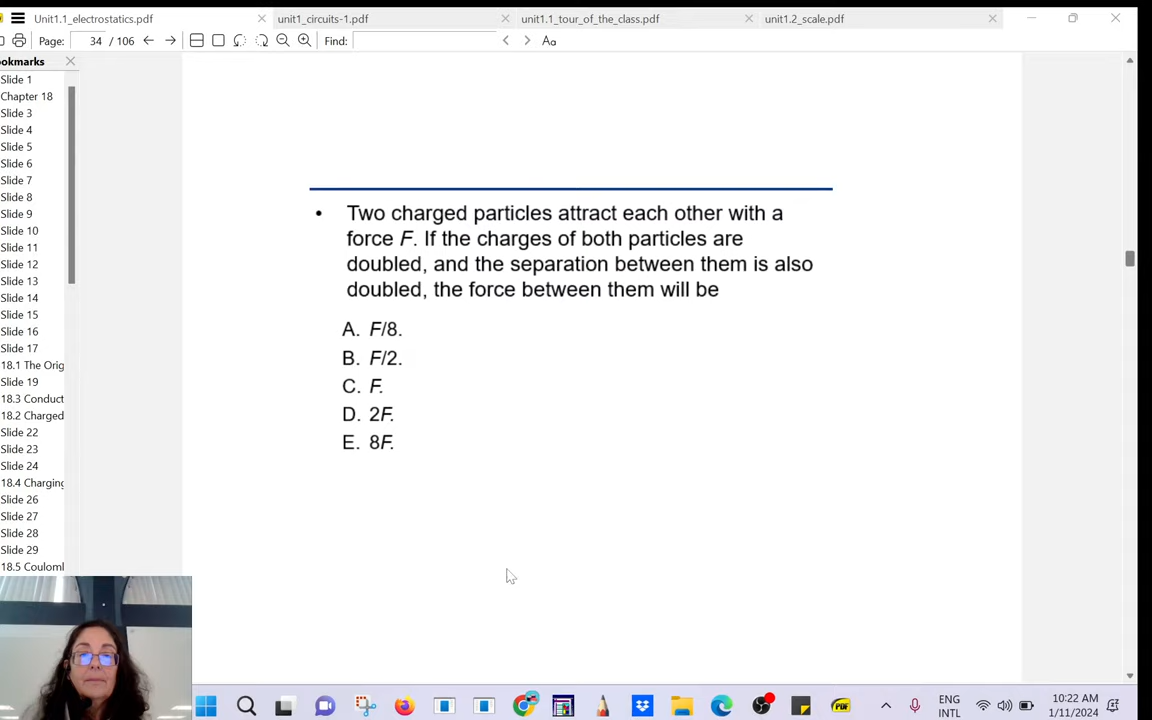 Unit1.1_electrostatics.pdf
unit1_circuits-1.pdf
unit1.1_tour_of_the_class.pdf
unit1.2_scale.pdf
Page: 34 / 106
Find:
Aa
ookmarks
Slide 1
Chapter 18
Slide 3
Slide 4
Slide 5
Slide 6
Slide 7
Slide 8
Slide 9
Slide 10
Slide 11
Slide 12
Slide 13
Slide 14
Slide 15
Slide 16
Slide 17
18.1 The Orig
Slide 19
18.3 Conduct
18.2 Charged
Slide 22
Slide 23
Slide 24
18.4 Charging
Slide 26
Slide 27
Slide 28
Slide 29
18.5 Couloml
• Two charged particles attract each other with a
force F. If the charges of both particles are
doubled, and the separation between them is also
doubled, the force between them will be
A. F/8.
B. F/2.
C. F.
D. 2F.
E. 8F.
PDF
ENG
INTL
10:22 AM
1/11/2024